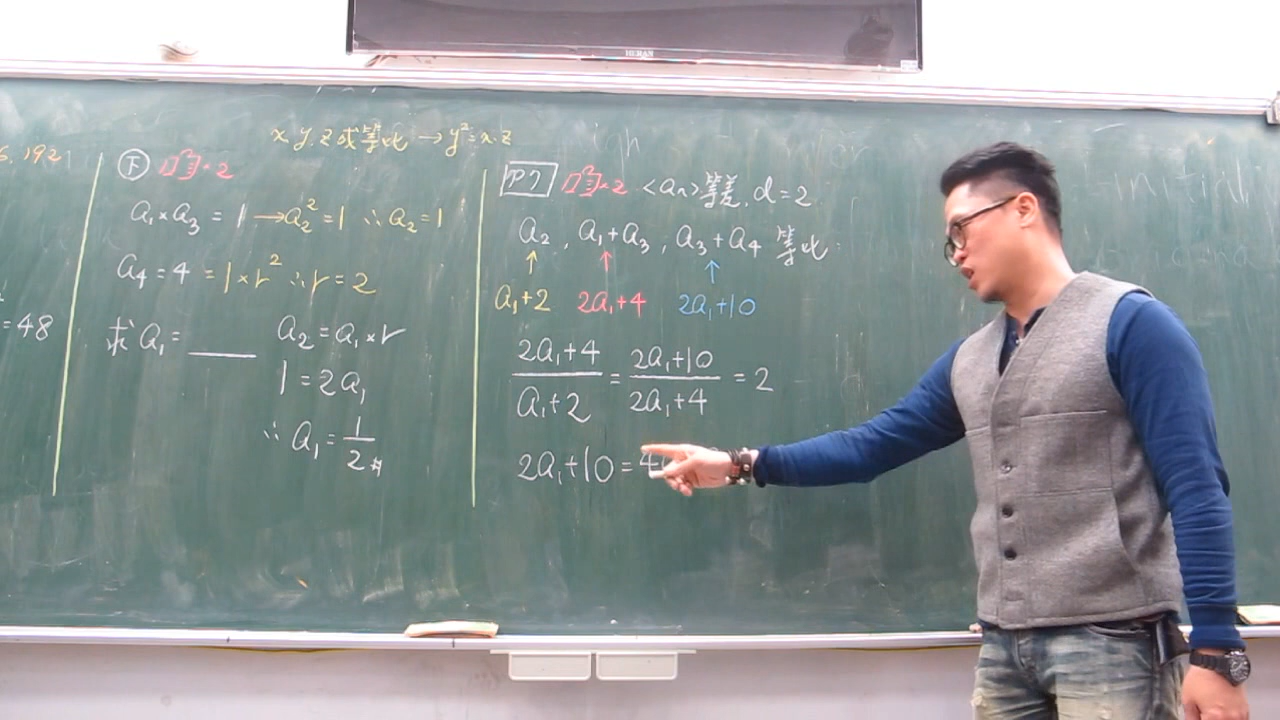 HERAN
x,y,z 成等比 → y²=x·z
6,192
=48
下
a₁×a₃ = 1 → a₂²=1 ∴ a₂=1
a₄=4 = 1×r² ∴ r=2
求 a₁=____
a₂=a₁×r
1=2a₁
∴ a₁=1/2
P7 ×2 <an>等差, d=2
a₂, a₁+a₃, a₃+a₄ 等比
↑ ↑ ↑
a₁+2 2a₁+4 2a₁+10
(2a₁+4)/(a₁+2) = (2a₁+10)/(2a₁+4) = 2
2a₁+10=4